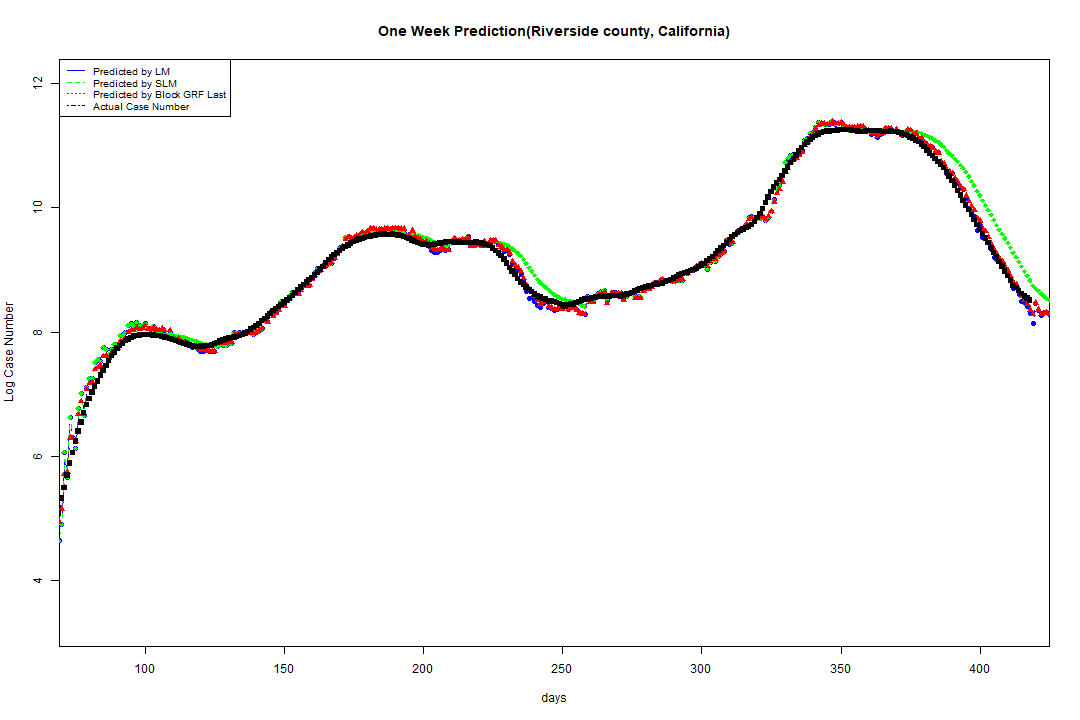 One Week Prediction(Riverside county, California)
Predicted by LM
Predicted by SLM
Predicted by Block GRF Last
Actual Case Number
12
10
8
6
4
Log Case Number
100 150 200 250 300 350 400
days